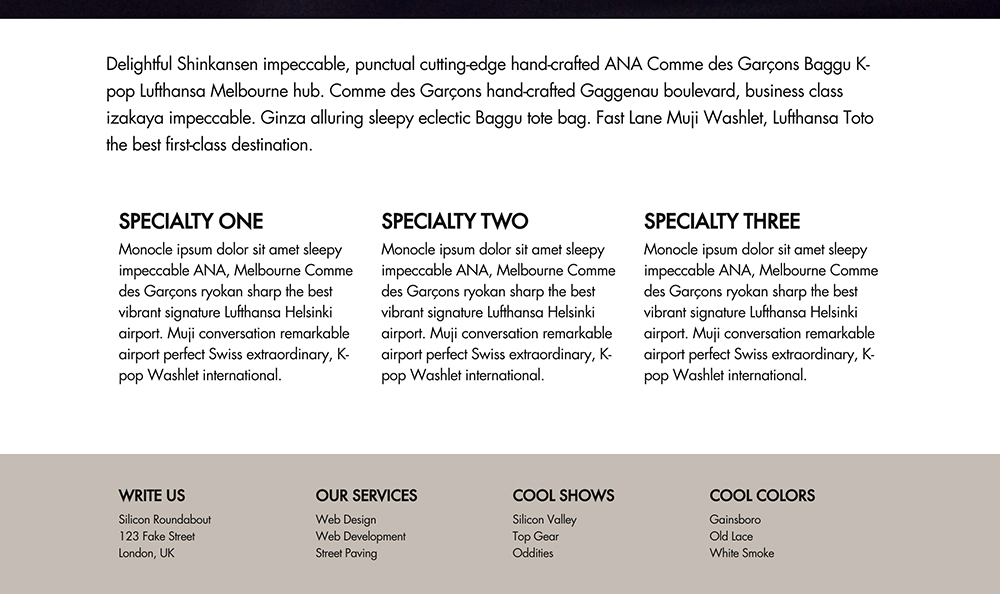 Delightful Shinkansen impeccable, punctual cutting-edge hand-crafted ANA Comme des Garçons Baggu K-
pop Lufthansa Melbourne hub. Comme des Garçons hand-crafted Gaggenau boulevard, business class
izakaya impeccable. Ginza alluring sleepy eclectic Baggu tote bag. Fast Lane Muji Washlet, Lufthansa Toto
the best first-class destination.
SPECIALTY ONE
Monocle ipsum dolor sit amet sleepy
impeccable ANA, Melbourne Comme
des Garçons ryokan sharp the best
vibrant signature Lufthansa Helsinki
airport. Muji conversation remarkable
airport perfect Swiss extraordinary, K-
pop Washlet international.
SPECIALTY TWO
Monocle ipsum dolor sit amet sleepy
impeccable ANA, Melbourne Comme
des Garçons ryokan sharp the best
vibrant signature Lufthansa Helsinki
airport. Muji conversation remarkable
airport perfect Swiss extraordinary, K-
pop Washlet international.
SPECIALTY THREE
Monocle ipsum dolor sit amet sleepy
impeccable ANA, Melbourne Comme
des Garçons ryokan sharp the best
vibrant signature Lufthansa Helsinki
airport. Muji conversation remarkable
airport perfect Swiss extraordinary, K-
pop Washlet international.
WRITE US
Silicon Roundabout
123 Fake Street
London, UK
OUR SERVICES
Web Design
Web Development
Street Paving
COOL SHOWS
Silicon Valley
Top Gear
Oddities
COOL COLORS
Gainsboro
Old Lace
White Smoke